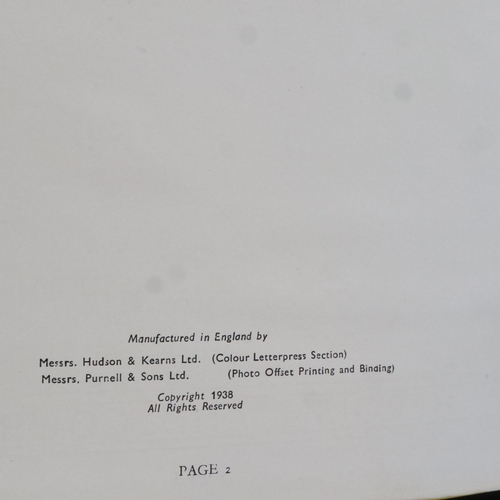 Manufactured in England by
Messrs. Hudson & Kearns Ltd. (Colour Letterpress Section)
Messrs. Purnell & Sons Ltd. (Photo Offset Printing and Binding)
Copyright 1938
All Rights Reserved
PAGE 2